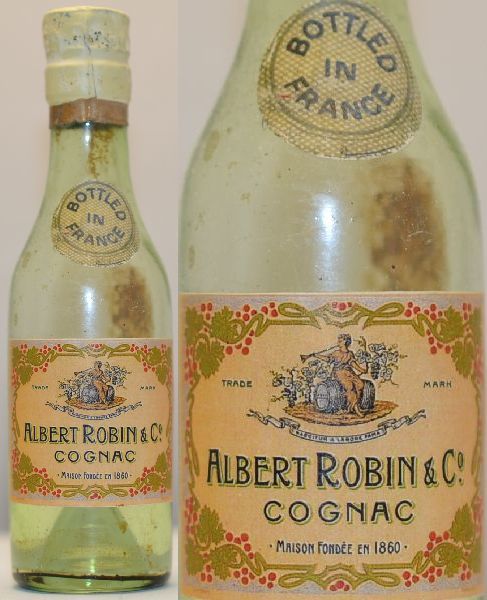 BOTTLED
IN
FRANCE
TRADE MARK
ALBERT ROBIN & Cº
COGNAC
· MAISON FONDÉE EN 1860 ·
BOTTLED
IN
FRANCE
TRADE MARK
ALBERT ROBIN & Cº
COGNAC
· MAISON FONDÉE EN 1860 ·